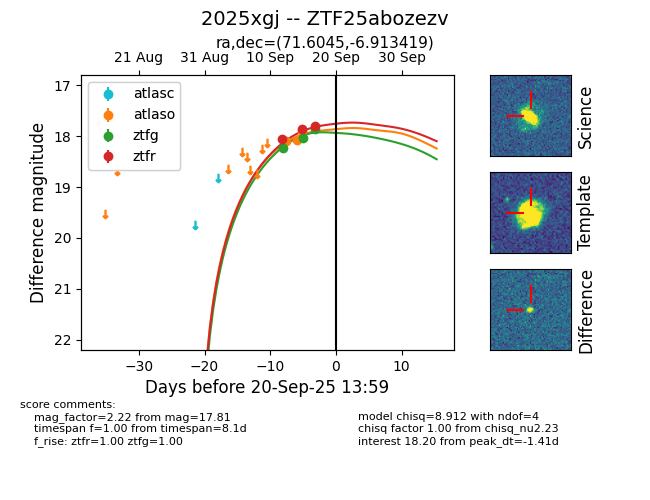 2025xgj -- ZTF25abozezv
ra,dec=(71.6045,-6.913419)
21 Aug 31 Aug 10 Sep 20 Sep 30 Sep
atlasc
atlaso
ztfg
ztfr
17
18
19
20
21
22
Difference magnitude
−30 −20 −10 0 10
Days before 20-Sep-25 13:59
Science
Template
Difference
score comments:
mag_factor=2.22 from mag=17.81
timespan f=1.00 from timespan=8.1d
f_rise: ztfr=1.00 ztfg=1.00
model chisq=8.912 with ndof=4
chisq factor 1.00 from chisq_nu2.23
interest 18.20 from peak_dt=-1.41d